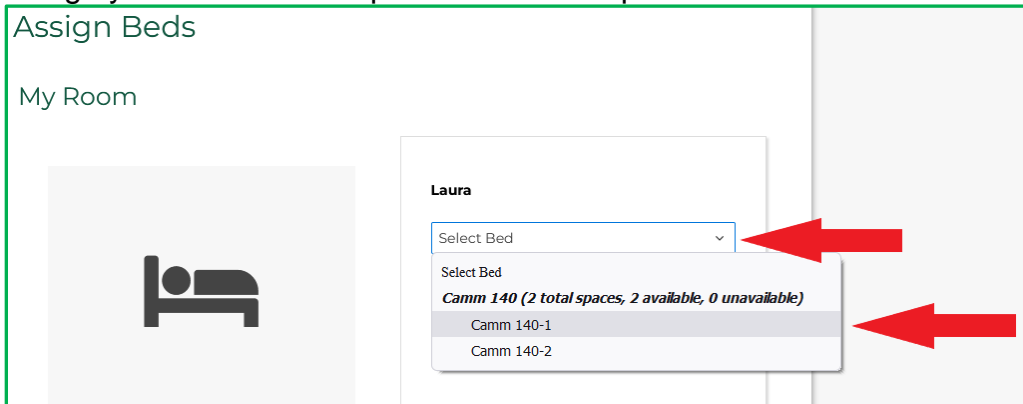 Assign Beds
My Room
Laura
Select Bed
Select Bed
Camm 140 (2 total spaces, 2 available, 0 unavailable)
Camm 140-1
Camm 140-2